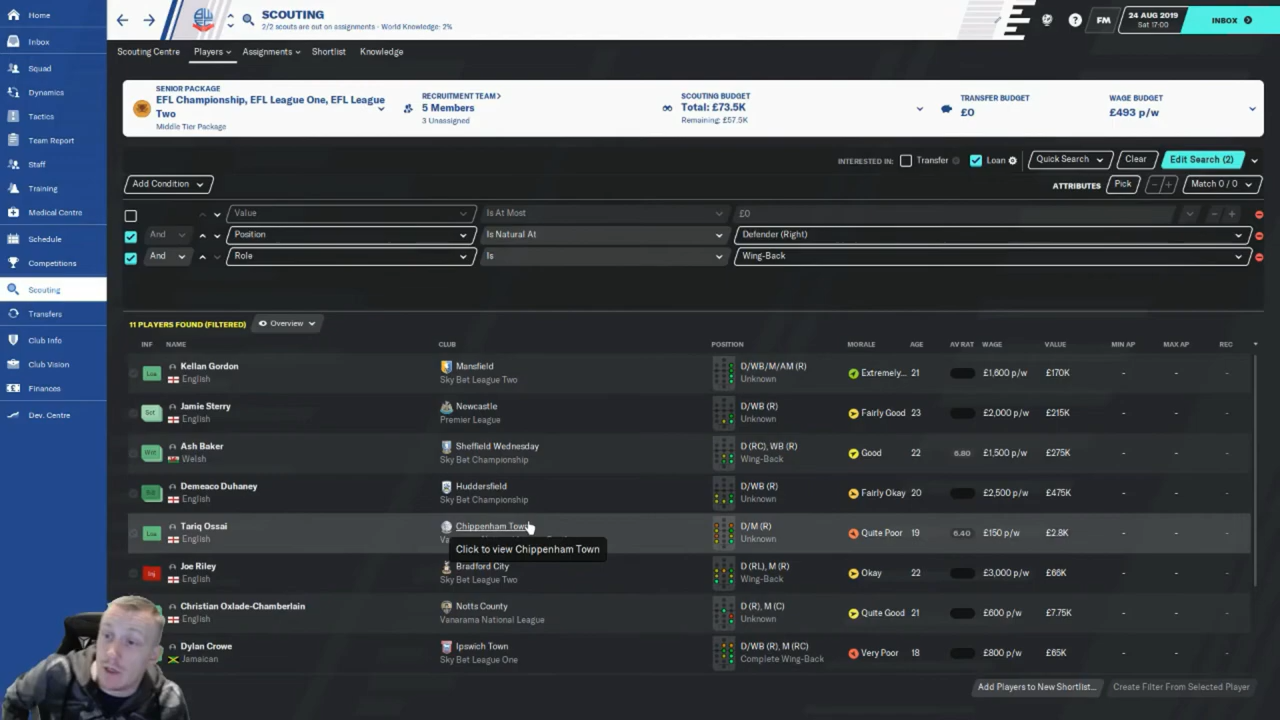 Home
SCOUTING
2/2 scouts are out on assignments - World Knowledge: 2%
FM
24 AUG 2019
Sat 17:00
INBOX
Inbox
Squad
Dynamics
Tactics
Team Report
Staff
Training
Medical Centre
Schedule
Competitions
Scouting
Transfers
Club Info
Club Vision
Finances
Dev. Centre
Scouting Centre Players Assignments Shortlist Knowledge
SENIOR PACKAGE
EFL Championship, EFL League One, EFL League
Two
Middle Tier Package
RECRUITMENT TEAM >
5 Members
3 Unassigned
SCOUTING BUDGET
Total: £73.5K
Remaining: £57.5K
TRANSFER BUDGET
£0
WAGE BUDGET
£493 p/w
INTERESTED IN: Transfer Loan Quick Search Clear Edit Search (2)
Add Condition ATTRIBUTES Pick - / + Match 0 / 0
Value Is At Most £0 - +
And Position Is Natural At Defender (Right)
And Role Is Wing-Back
11 PLAYERS FOUND (FILTERED) Overview
INF NAME CLUB POSITION MORALE AGE AV RAT WAGE VALUE MIN AP MAX AP REC
Loa Kellan Gordon Mansfield D/WB/M/AM (R) Extremely... 21 £1,600 p/w £170K - - -
English Sky Bet League Two Unknown
Sct Jamie Sterry Newcastle D/WB (R) Fairly Good 23 £2,000 p/w £215K - - -
English Premier League Unknown
Ash Baker Sheffield Wednesday D (RC), WB (R) Good 22 6.80 £1,500 p/w £275K - - -
Welsh Sky Bet Championship Wing-Back
Demeaco Duhaney Huddersfield D/WB (R) Fairly Okay 20 £2,500 p/w £475K - - -
English Sky Bet Championship Unknown
Loa Tariq Ossai Chippenham Town D/M (R) Quite Poor 19 6.40 £150 p/w £2.8K - - -
English Unknown
Click to view Chippenham Town
Inj Joe Riley Bradford City D (RL), M (R) Okay 22 £3,000 p/w £66K - - -
English Sky Bet League Two Wing-Back
Christian Oxlade-Chamberlain Notts County D (R), M (C) Quite Good 21 £600 p/w £7.75K - - -
English Vanarama National League Unknown
Dylan Crowe Ipswich Town D/WB (R), M (RC) Very Poor 18 £800 p/w £65K - - -
Jamaican Sky Bet League One Complete Wing-Back
Add Players to New Shortlist... Create Filter From Selected Player